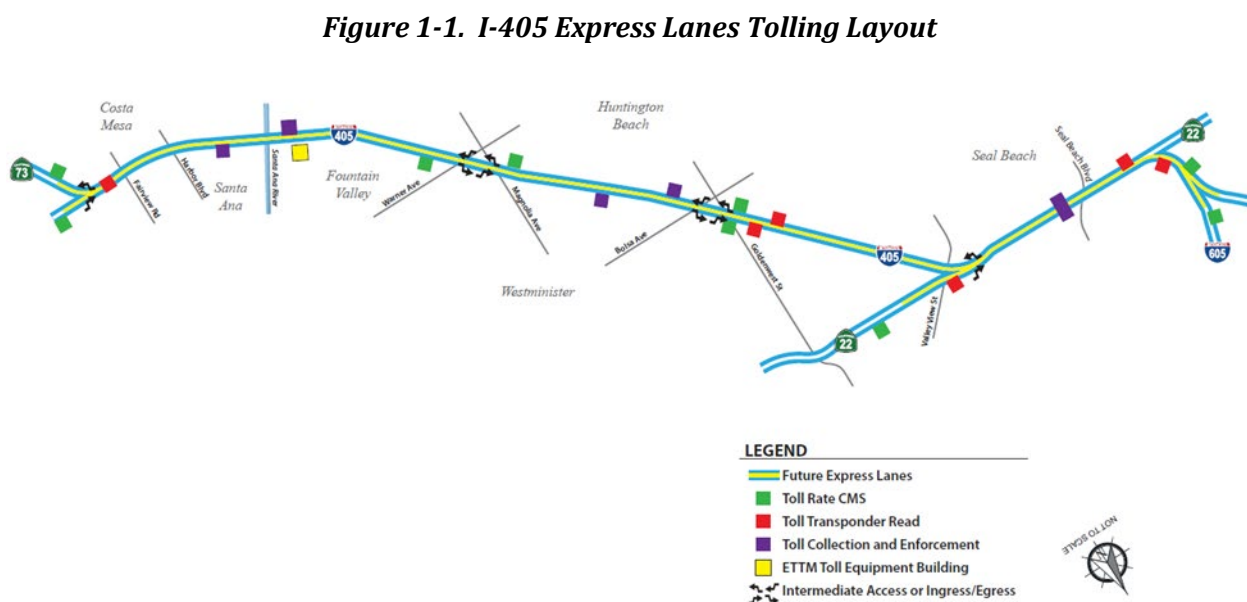 Figure 1-1. I-405 Express Lanes Tolling Layout
Costa
Mesa
Huntington
Beach
22
405
Seal Beach
Seal Beach Blvd
73
Fairview Rd
Harbor Blvd
Santa
Ana
Santa Ana River
Fountain
Valley
Warner Ave
Magnolia Ave
Bolsa Ave
Goldenwest St
405
605
Westminister
Valley View St
22
LEGEND
Future Express Lanes
Toll Rate CMS
Toll Transponder Read
Toll Collection and Enforcement
ETTM Toll Equipment Building
Intermediate Access or Ingress/Egress
NOT TO SCALE